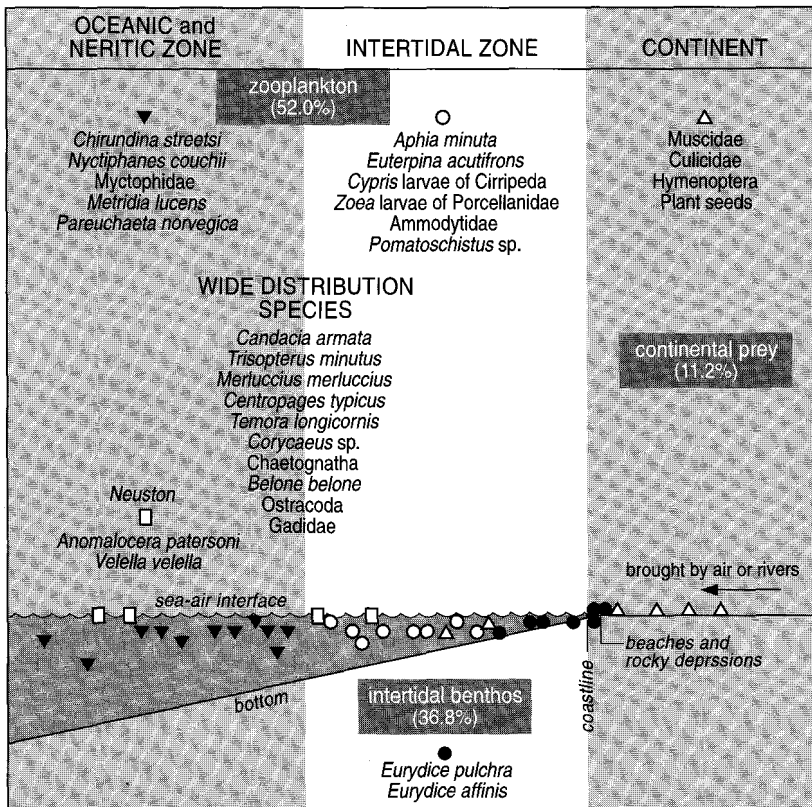 OCEANIC and
NERITIC ZONE
INTERTIDAL ZONE
CONTINENT
zooplankton
(52.0%)
Chirundina streetsi
Nyctiphanes couchii
Myctophidae
Metridia lucens
Pareuchaeta norvegica
Aphia minuta
Euterpina acutifrons
Cypris larvae of Cirripeda
Zoea larvae of Porcellanidae
Ammodytidae
Pomatoschistus sp.
Muscidae
Culicidae
Hymenoptera
Plant seeds
WIDE DISTRIBUTION
SPECIES
Candacia armata
Trisopterus minutus
Merluccius merluccius
Centropages typicus
Temora longicornis
Corycaeus sp.
Chaetognatha
Belone belone
Ostracoda
Gadidae
continental prey
(11.2%)
Neuston
Anomalocera patersoni
Velella velella
sea-air interface
brought by air or rivers
beaches and
rocky deprssions
coastline
bottom
intertidal benthos
(36.8%)
Eurydice pulchra
Eurydice affinis